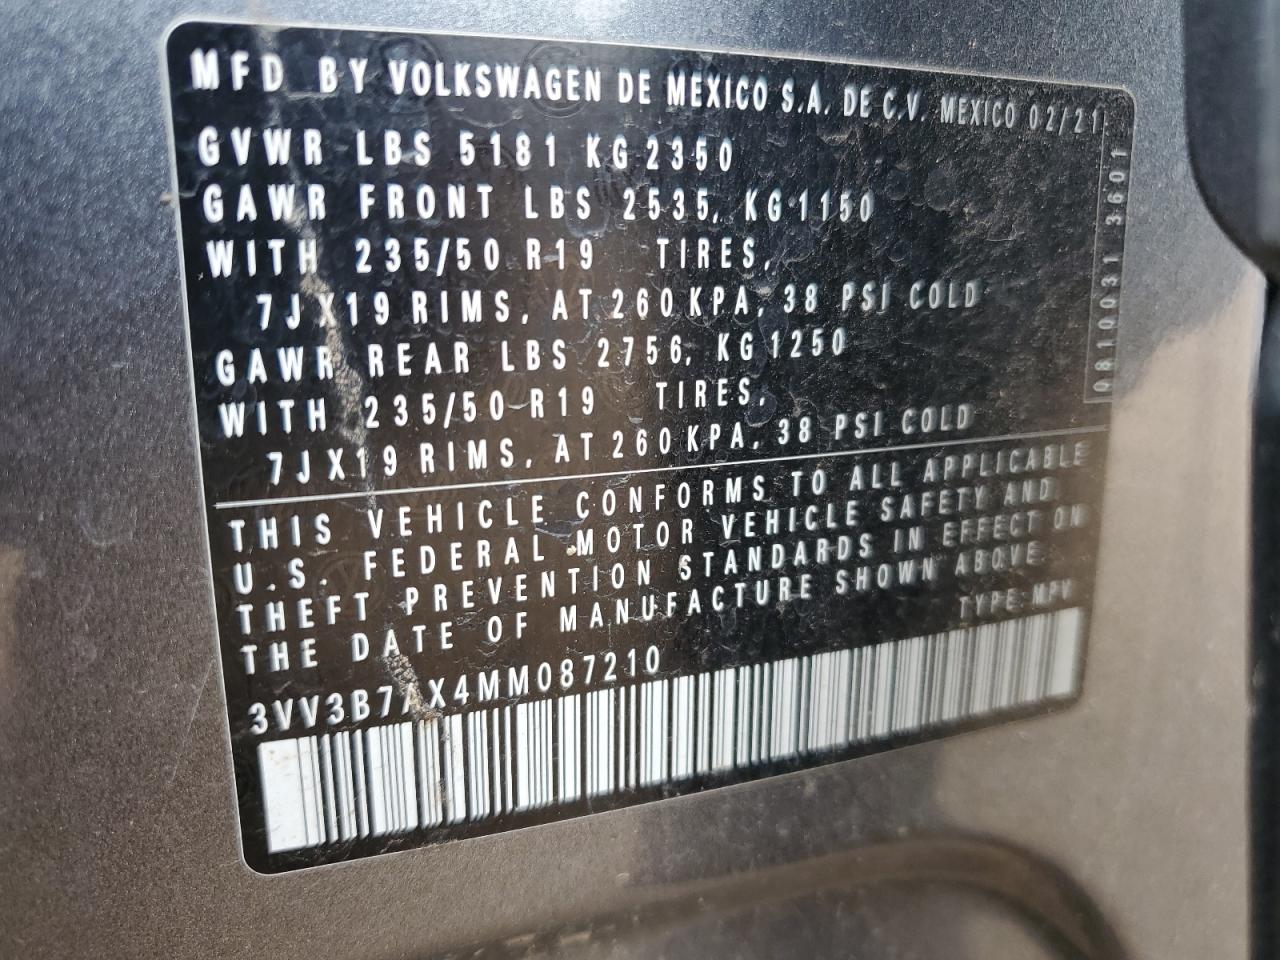 MFD BY VOLKSWAGEN DE MEXICO S.A. DE C.V. MEXICO 02/21
GVWR LBS 5181 KG 2350
GAWR FRONT LBS 2535, KG 1150
WITH 235/50 R19 TIRES,
7JX19 RIMS, AT 260 KPA, 38 PSI COLD
GAWR REAR LBS 2756, KG 1250
WITH 235/50 R19 TIRES,
7JX19 RIMS, AT 260 KPA, 38 PSI COLD
THIS VEHICLE CONFORMS TO ALL APPLICABLE
U.S. FEDERAL MOTOR VEHICLE SAFETY AND
THEFT PREVENTION STANDARDS IN EFFECT ON
THE DATE OF MANUFACTURE SHOWN ABOVE
TYPE:MPV
3VV3B7AX4MM087210
0810031 3601